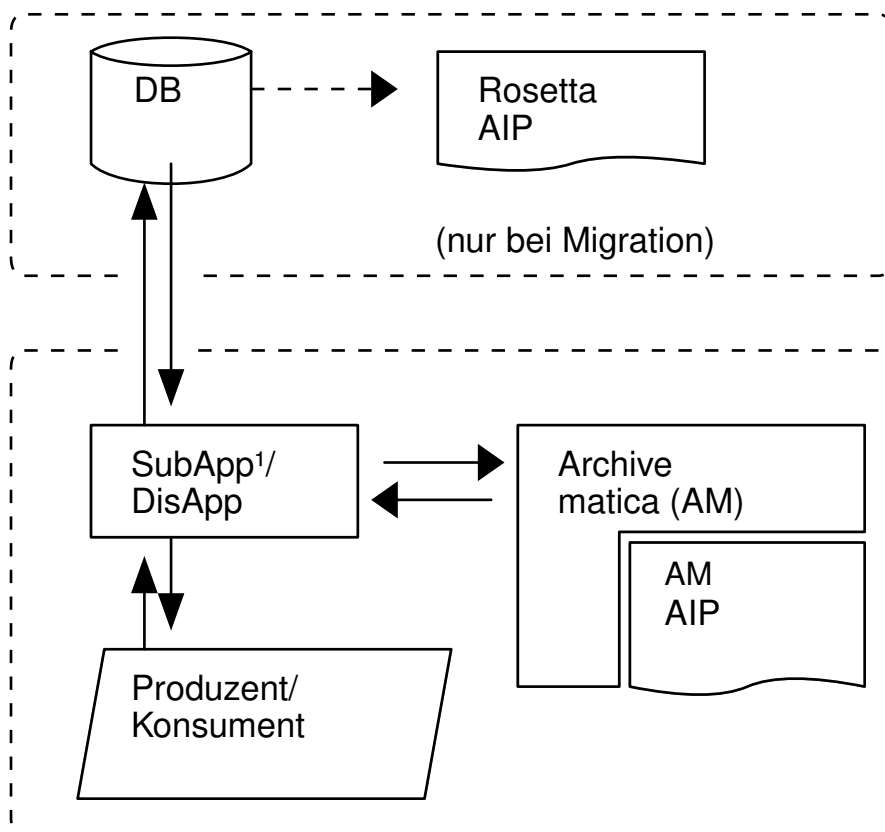 DB
Rosetta
AIP
(nur bei Migration)
SubApp¹/
DisApp
Archive
matica (AM)
AM
AIP
Produzent/
Konsument